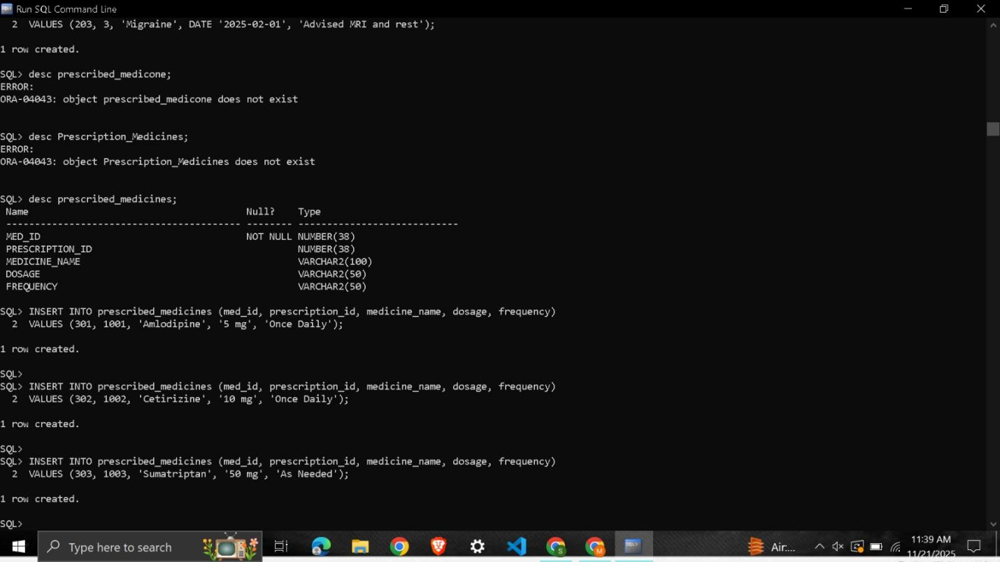 Run SQL Command Line
  2  VALUES (203, 3, 'Migraine', DATE '2025-02-01', 'Advised MRI and rest');
1 row created.
SQL> desc prescribed_medicone;
ERROR:
ORA-04043: object prescribed_medicone does not exist
SQL> desc Prescription_Medicines;
ERROR:
ORA-04043: object Prescription_Medicines does not exist
SQL> desc prescribed_medicines;
 Name                                      Null?    Type
 ----------------------------------------- -------- ----------------------------
 MED_ID                                    NOT NULL NUMBER(38)
 PRESCRIPTION_ID                                    NUMBER(38)
 MEDICINE_NAME                                      VARCHAR2(100)
 DOSAGE                                             VARCHAR2(50)
 FREQUENCY                                          VARCHAR2(50)
SQL> INSERT INTO prescribed_medicines (med_id, prescription_id, medicine_name, dosage, frequency)
  2  VALUES (301, 1001, 'Amlodipine', '5 mg', 'Once Daily');
1 row created.
SQL>
SQL> INSERT INTO prescribed_medicines (med_id, prescription_id, medicine_name, dosage, frequency)
  2  VALUES (302, 1002, 'Cetirizine', '10 mg', 'Once Daily');
1 row created.
SQL>
SQL> INSERT INTO prescribed_medicines (med_id, prescription_id, medicine_name, dosage, frequency)
  2  VALUES (303, 1003, 'Sumatriptan', '50 mg', 'As Needed');
1 row created.
SQL>
Type here to search
Air....
11:39 AM
11/21/2025